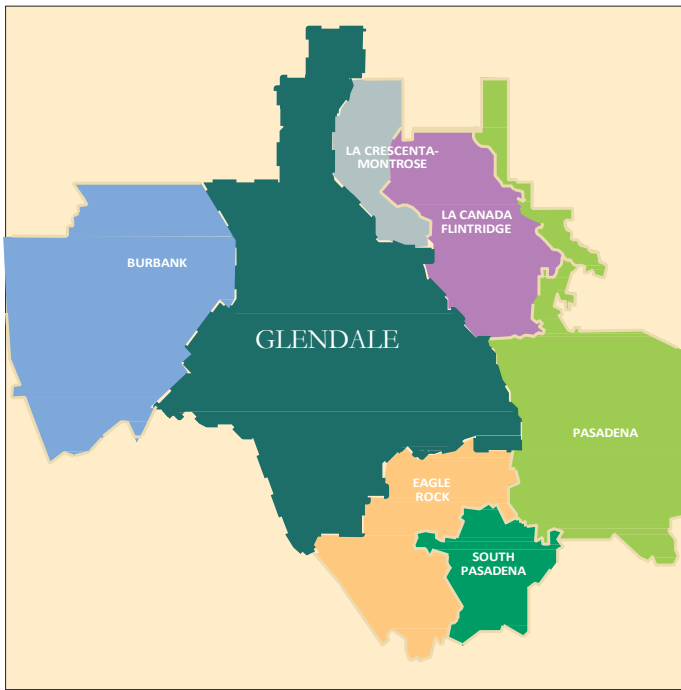 LA CRESCENTA-
MONTROSE
LA CANADA
FLINTRIDGE
BURBANK
GLENDALE
PASADENA
EAGLE
ROCK
SOUTH
PASADENA